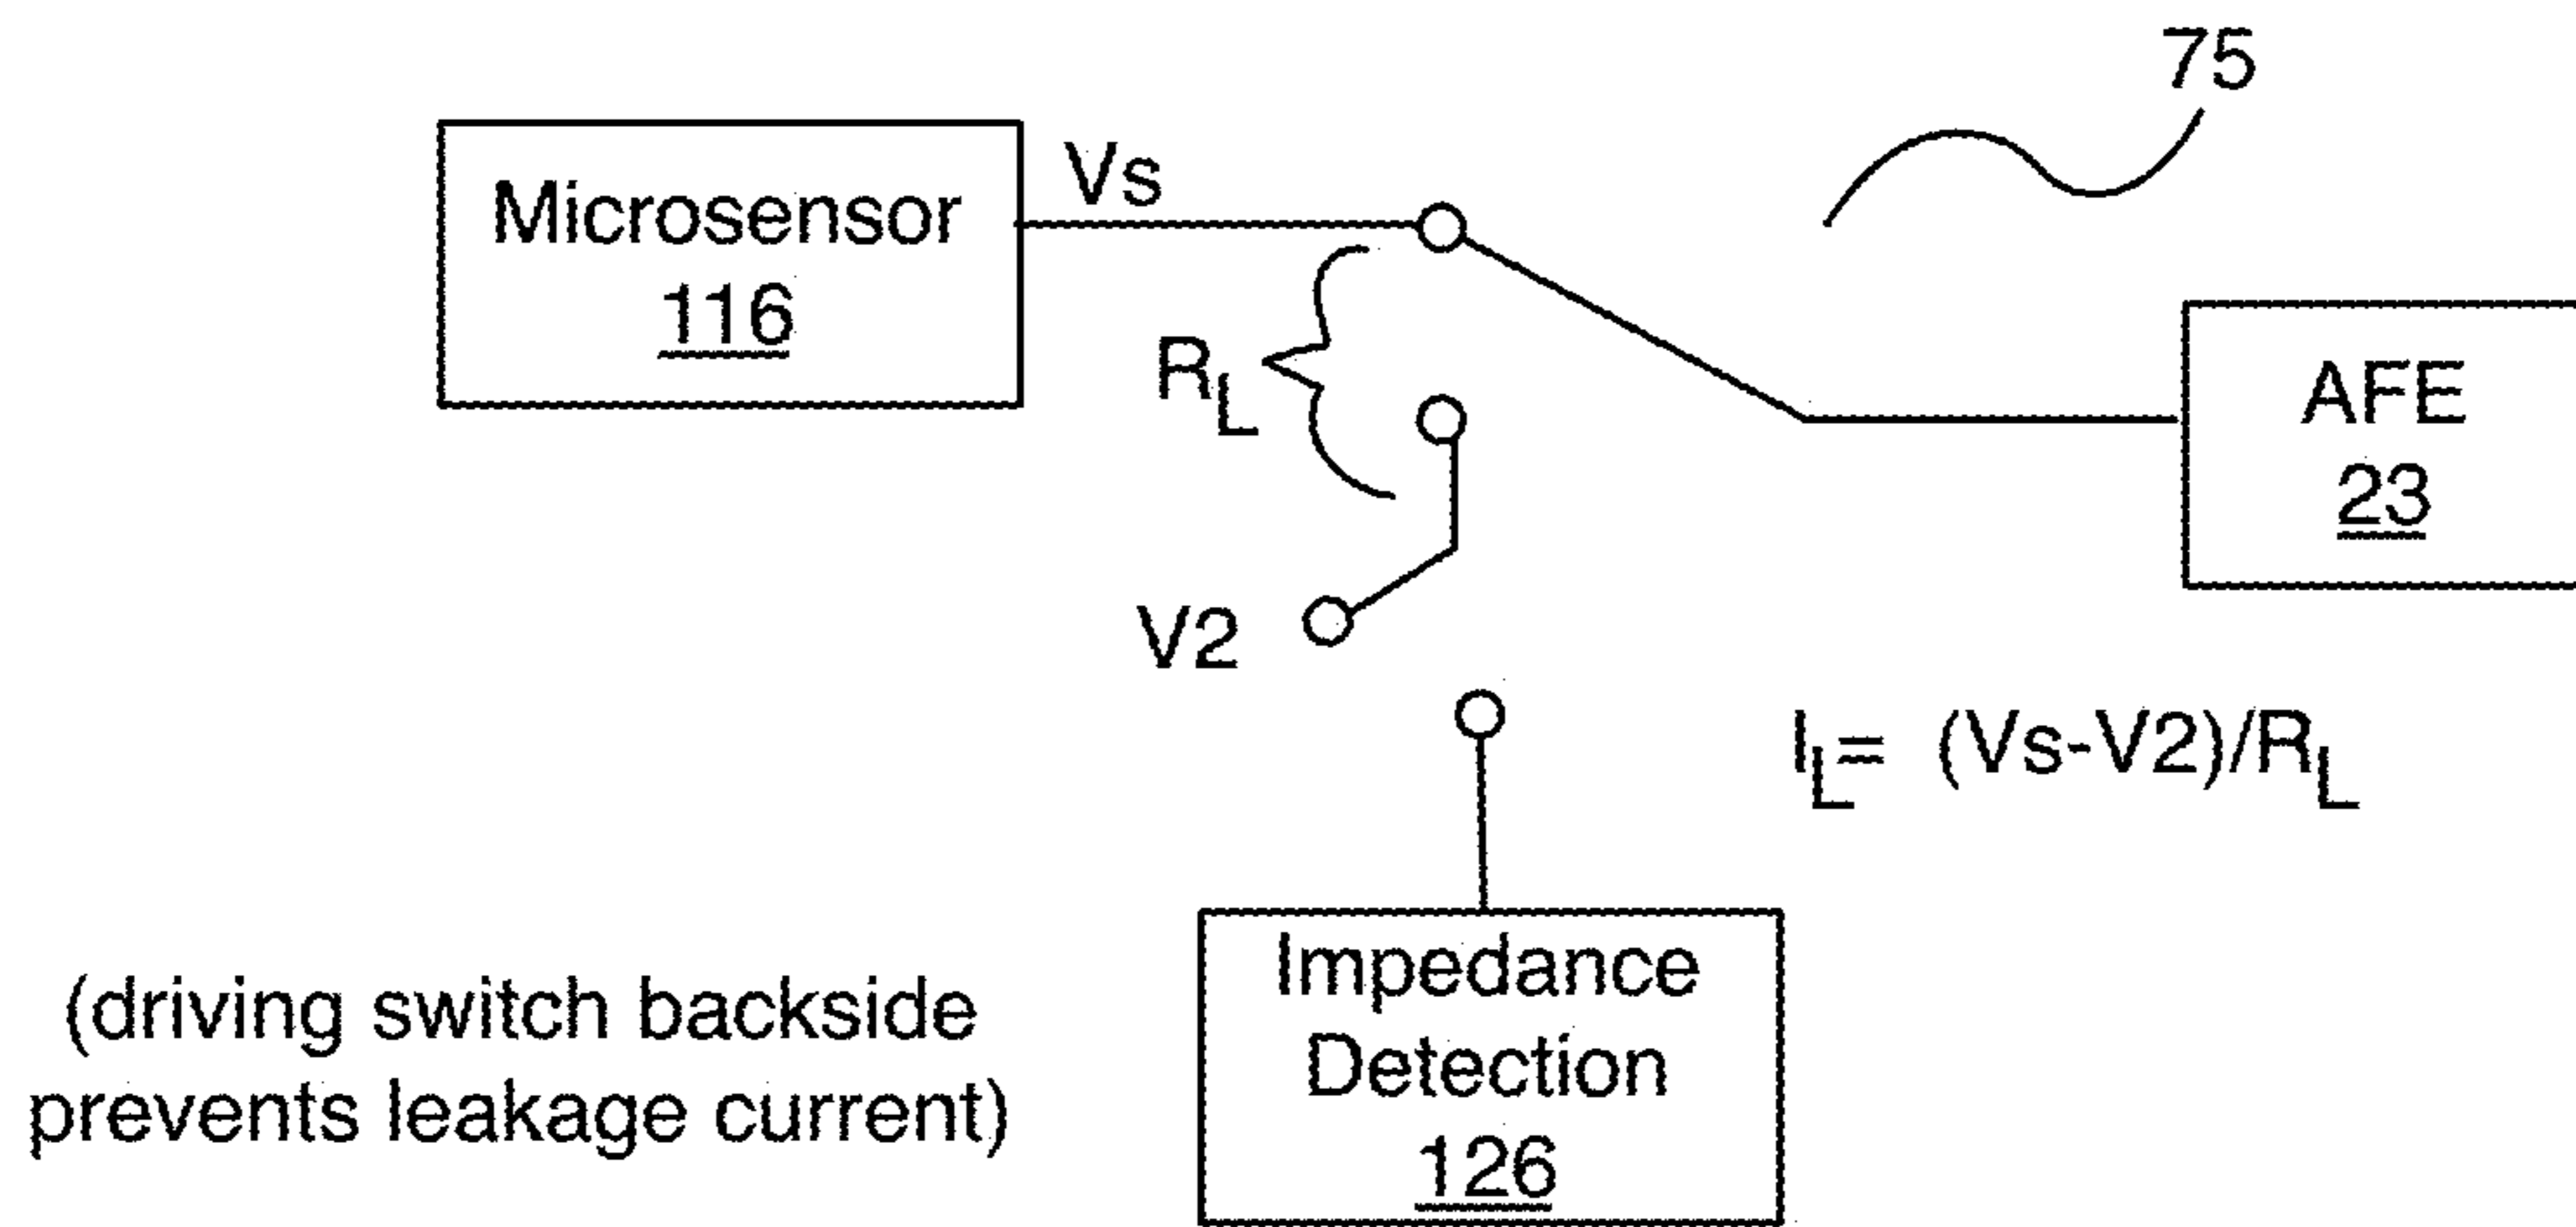 75
Microsensor
116
Vs
RL
AFE
23
V2
IL= (Vs-V2)/RL
(driving switch backside
prevents leakage current)
Impedance
Detection
126